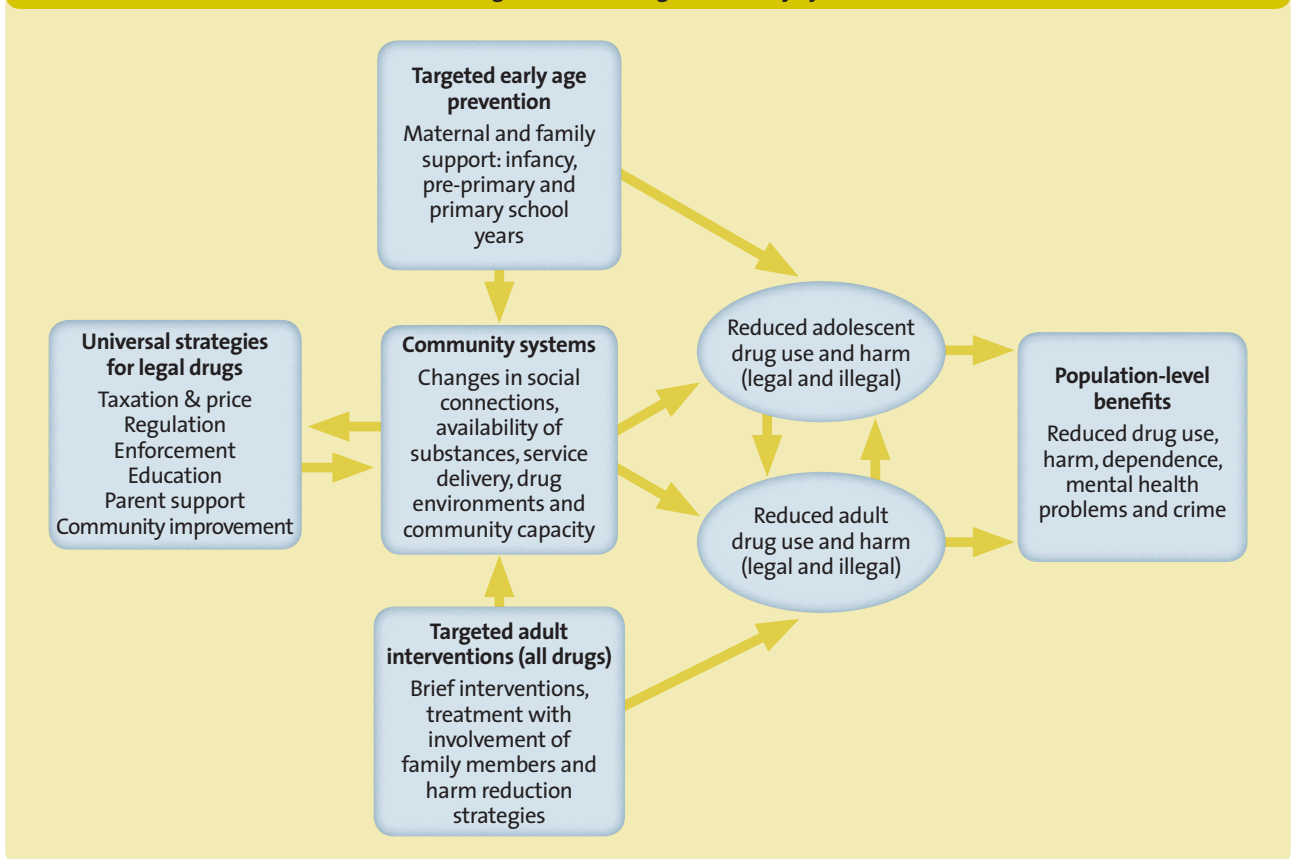 Targeted early age
prevention
Maternal and family
support: infancy,
pre-primary and
primary school
years
Universal strategies
for legal drugs
Taxation & price
Regulation
Enforcement
Education
Parent support
Community improvement
Community systems
Changes in social
connections,
availability of
substances, service
delivery, drug
environments and
community capacity
Reduced adolescent
drug use and harm
(legal and illegal)
Reduced adult
drug use and harm
(legal and illegal)
Population-level
benefits
Reduced drug use,
harm, dependence,
mental health
problems and crime
Targeted adult
interventions (all drugs)
Brief interventions,
treatment with
involvement of
family members and
harm reduction
strategies